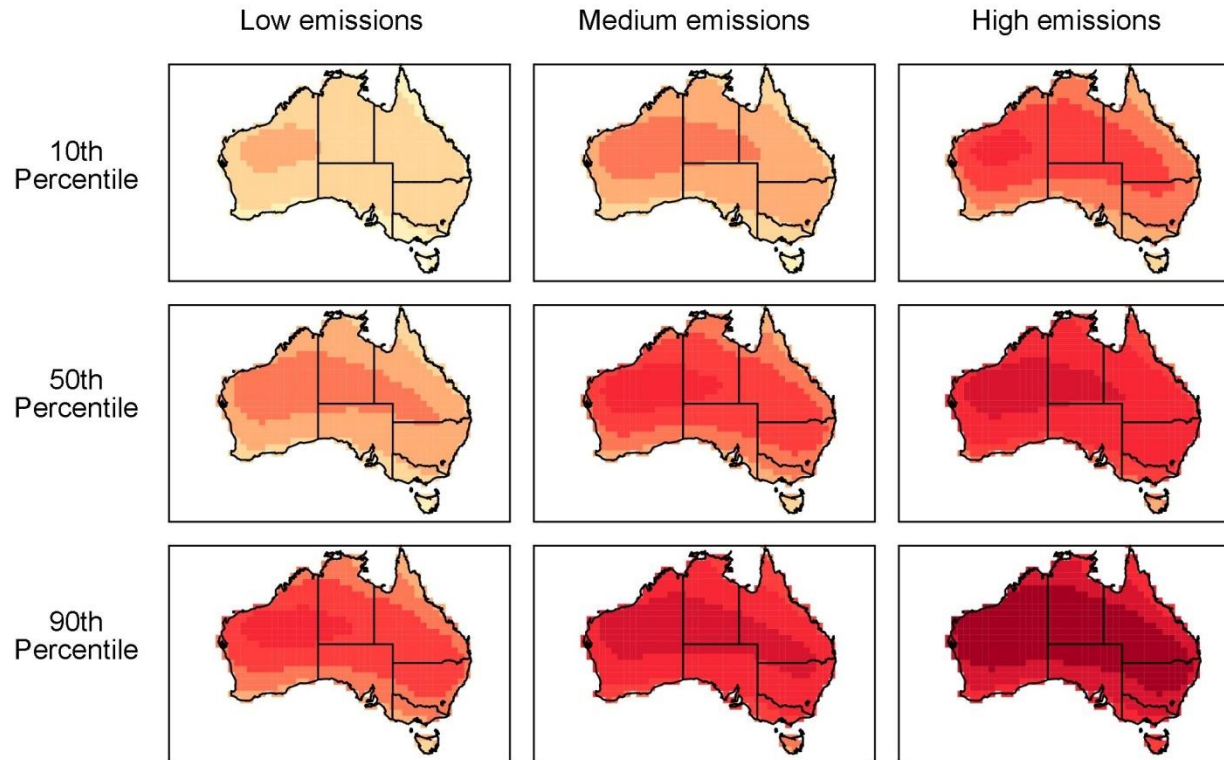 Low emissions
Medium emissions
High emissions
10th
Percentile
50th
Percentile
90th
Percentile